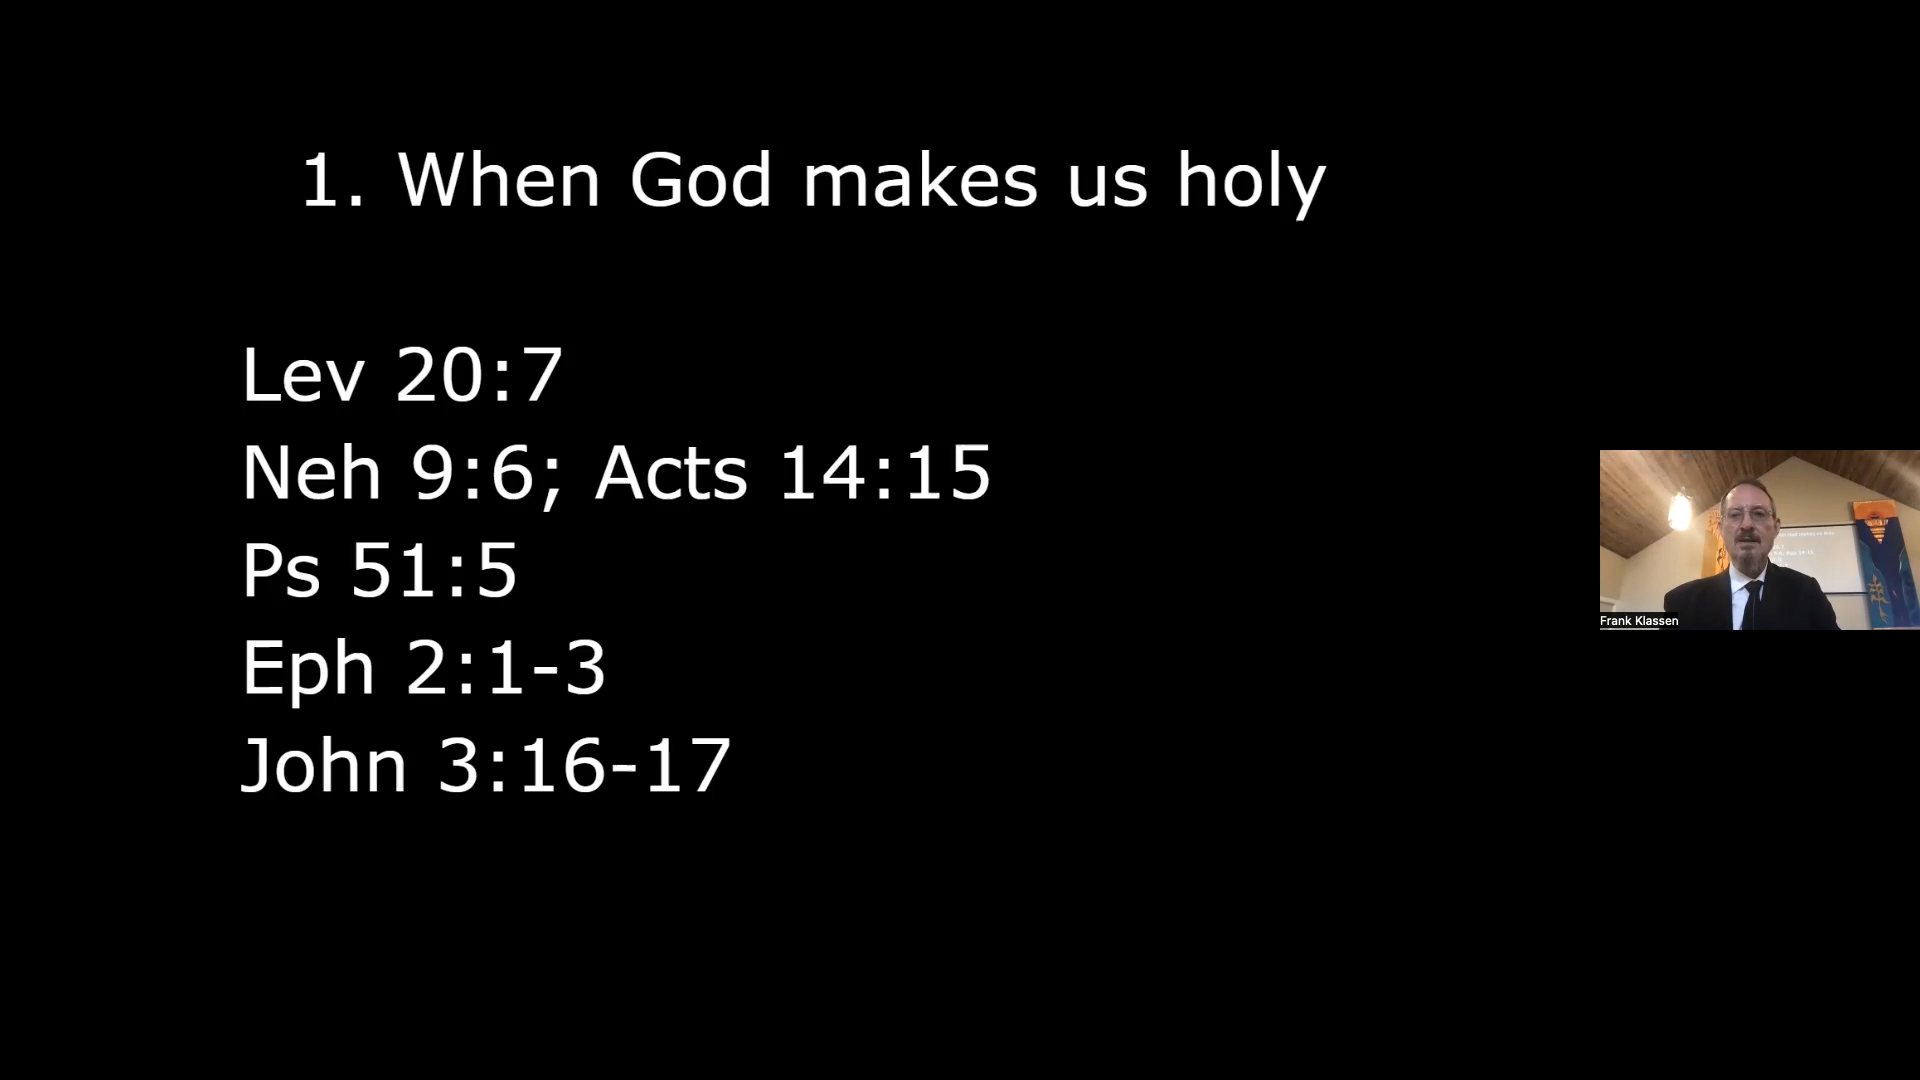 1. When God makes us holy
Lev 20:7
Neh 9:6; Acts 14:15
Ps 51:5
Eph 2:1-3
John 3:16-17
Frank Klassen